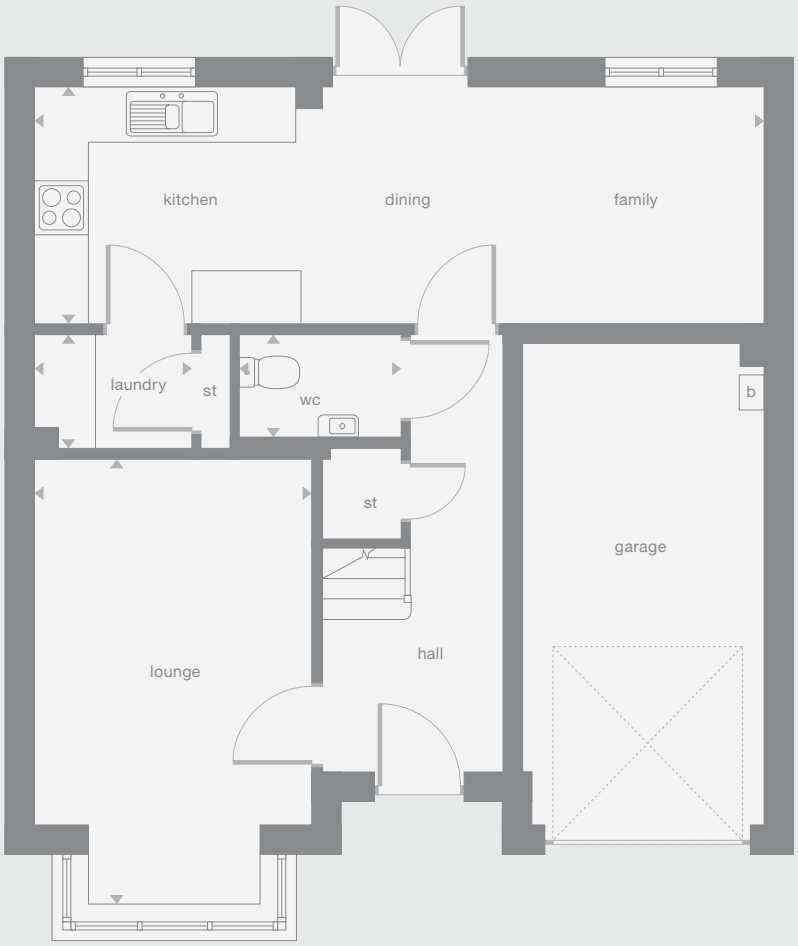 kitchen
dining
family
laundry
st
wc
b
st
garage
hall
lounge